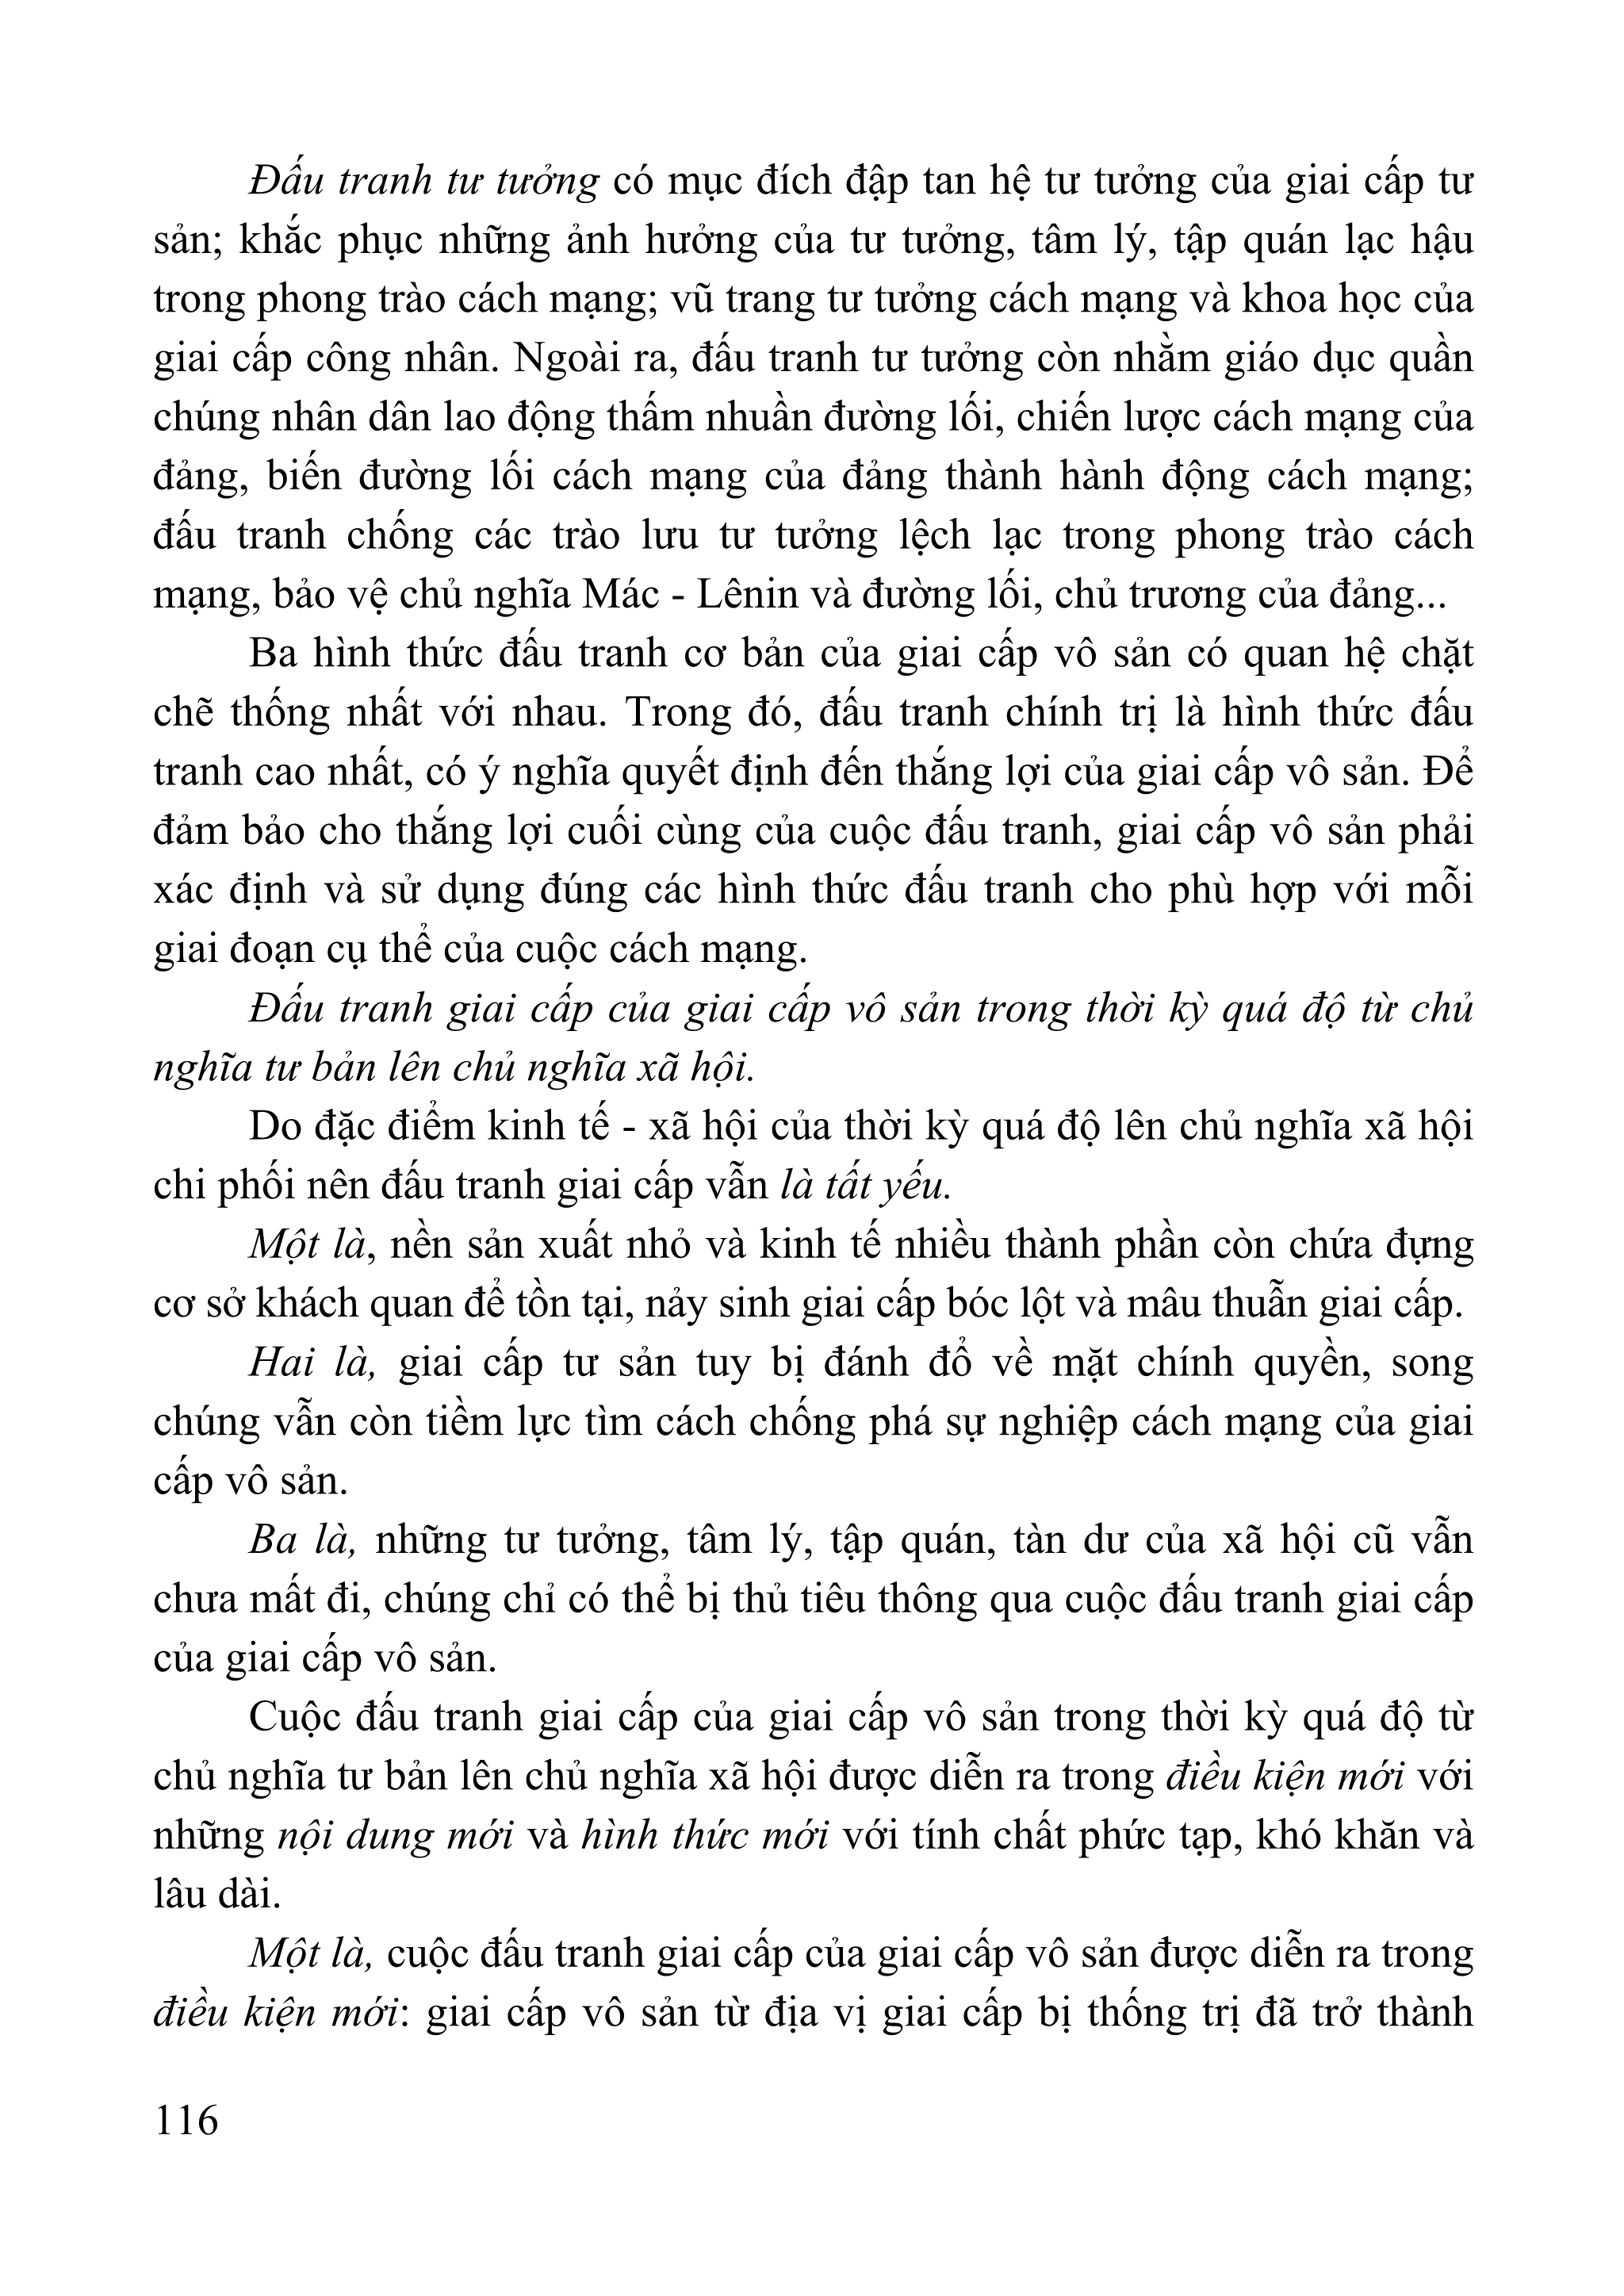 Đấu tranh tư tưởng có mục đích đập tan hệ tư tưởng của giai cấp tư
sản; khắc phục những ảnh hưởng của tư tưởng, tâm lý, tập quán lạc hậu
trong phong trào cách mạng; vũ trang tư tưởng cách mạng và khoa học của
giai cấp công nhân. Ngoài ra, đấu tranh tư tưởng còn nhằm giáo dục quần
chúng nhân dân lao động thấm nhuần đường lối, chiến lược cách mạng của
đảng, biến đường lối cách mạng của đảng thành hành động cách mạng;
đấu tranh chống các trào lưu tư tưởng lệch lạc trong phong trào cách
mạng, bảo vệ chủ nghĩa Mác - Lênin và đường lối, chủ trương của đảng...
Ba hình thức đấu tranh cơ bản của giai cấp vô sản có quan hệ chặt
chẽ thống nhất với nhau. Trong đó, đấu tranh chính trị là hình thức đấu
tranh cao nhất, có ý nghĩa quyết định đến thắng lợi của giai cấp vô sản. Để
đảm bảo cho thắng lợi cuối cùng của cuộc đấu tranh, giai cấp vô sản phải
xác định và sử dụng đúng các hình thức đấu tranh cho phù hợp với mỗi
giai đoạn cụ thể của cuộc cách mạng.
Đấu tranh giai cấp của giai cấp vô sản trong thời kỳ quá độ từ chủ
nghĩa tư bản lên chủ nghĩa xã hội.
Do đặc điểm kinh tế - xã hội của thời kỳ quá độ lên chủ nghĩa xã hội
chi phối nên đấu tranh giai cấp vẫn là tất yếu.
Một là, nền sản xuất nhỏ và kinh tế nhiều thành phần còn chứa đựng
cơ sở khách quan để tồn tại, nảy sinh giai cấp bóc lột và mâu thuẫn giai cấp.
Hai là, giai cấp tư sản tuy bị đánh đổ về mặt chính quyền, song
chúng vẫn còn tiềm lực tìm cách chống phá sự nghiệp cách mạng của giai
cấp vô sản.
Ba là, những tư tưởng, tâm lý, tập quán, tàn dư của xã hội cũ vẫn
chưa mất đi, chúng chỉ có thể bị thủ tiêu thông qua cuộc đấu tranh giai cấp
của giai cấp vô sản.
Cuộc đấu tranh giai cấp của giai cấp vô sản trong thời kỳ quá độ từ
chủ nghĩa tư bản lên chủ nghĩa xã hội được diễn ra trong điều kiện mới với
những nội dung mới và hình thức mới với tính chất phức tạp, khó khăn và
lâu dài.
Một là, cuộc đấu tranh giai cấp của giai cấp vô sản được diễn ra trong
điều kiện mới: giai cấp vô sản từ địa vị giai cấp bị thống trị đã trở thành
116